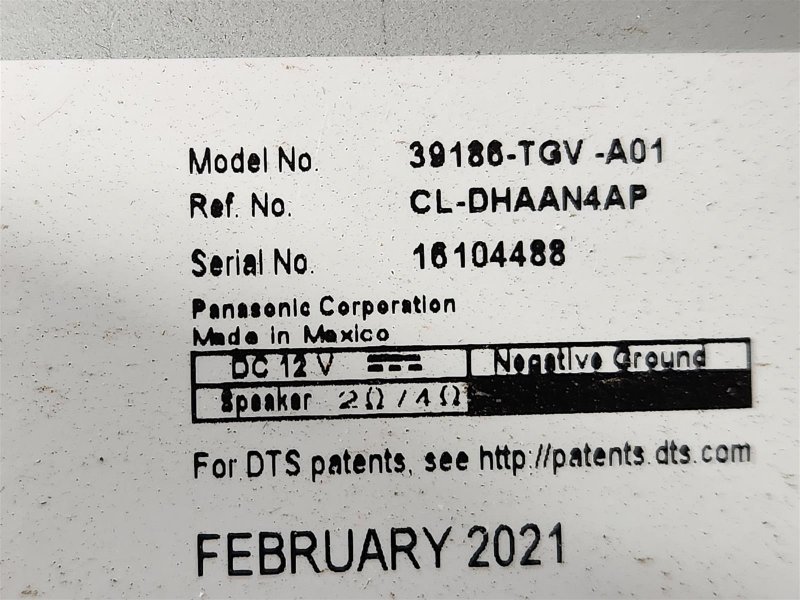 Model No. 39186-TGV -A01
Ref. No. CL-DHAAN4AP
Serial No. 16104488
Panasonic Corporation
Made in Mexico
DC 12 V Negative Ground
Speaker 2Ω / 4Ω
For DTS patents, see http://patents.dts.com
FEBRUARY 2021